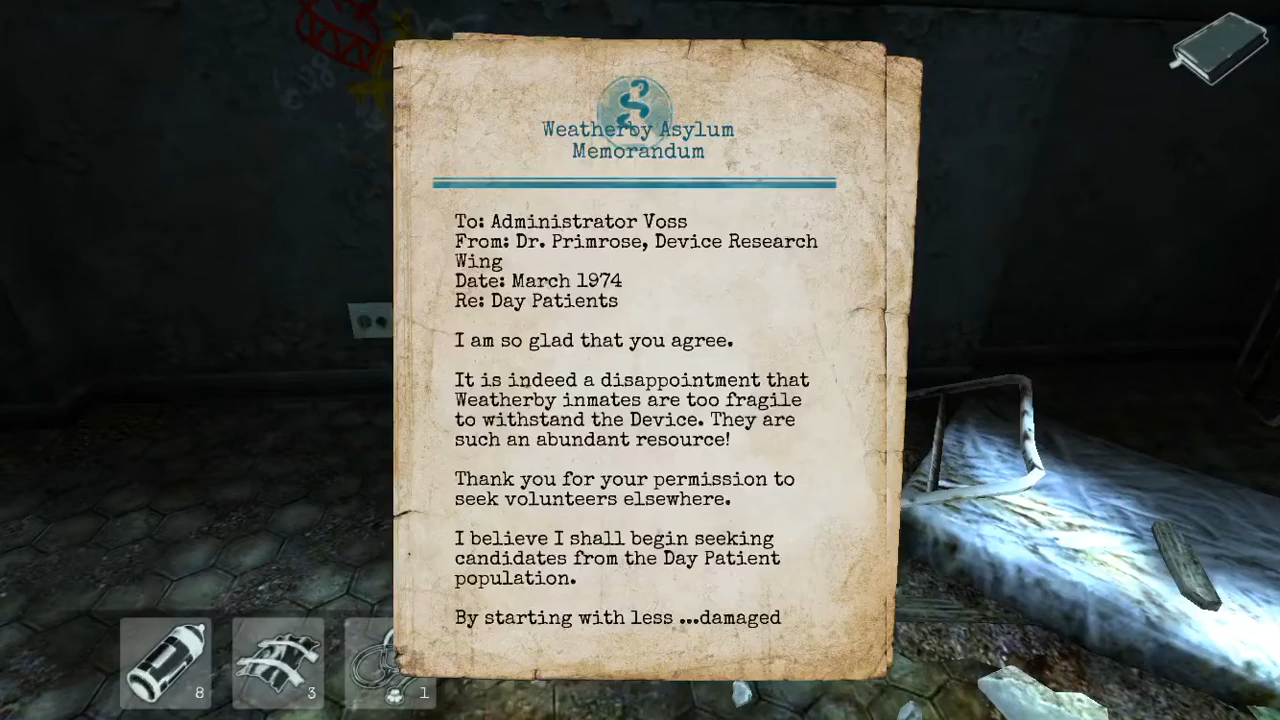 Weatherby Asylum
Memorandum
To: Administrator Voss
From: Dr. Primrose, Device Research
Wing
Date: March 1974
Re: Day Patients
I am so glad that you agree.
It is indeed a disappointment that
Weatherby inmates are too fragile
to withstand the Device. They are
such an abundant resource!
Thank you for your permission to
seek volunteers elsewhere.
I believe I shall begin seeking
candidates from the Day Patient
population.
By starting with less ...damaged
8
3
1